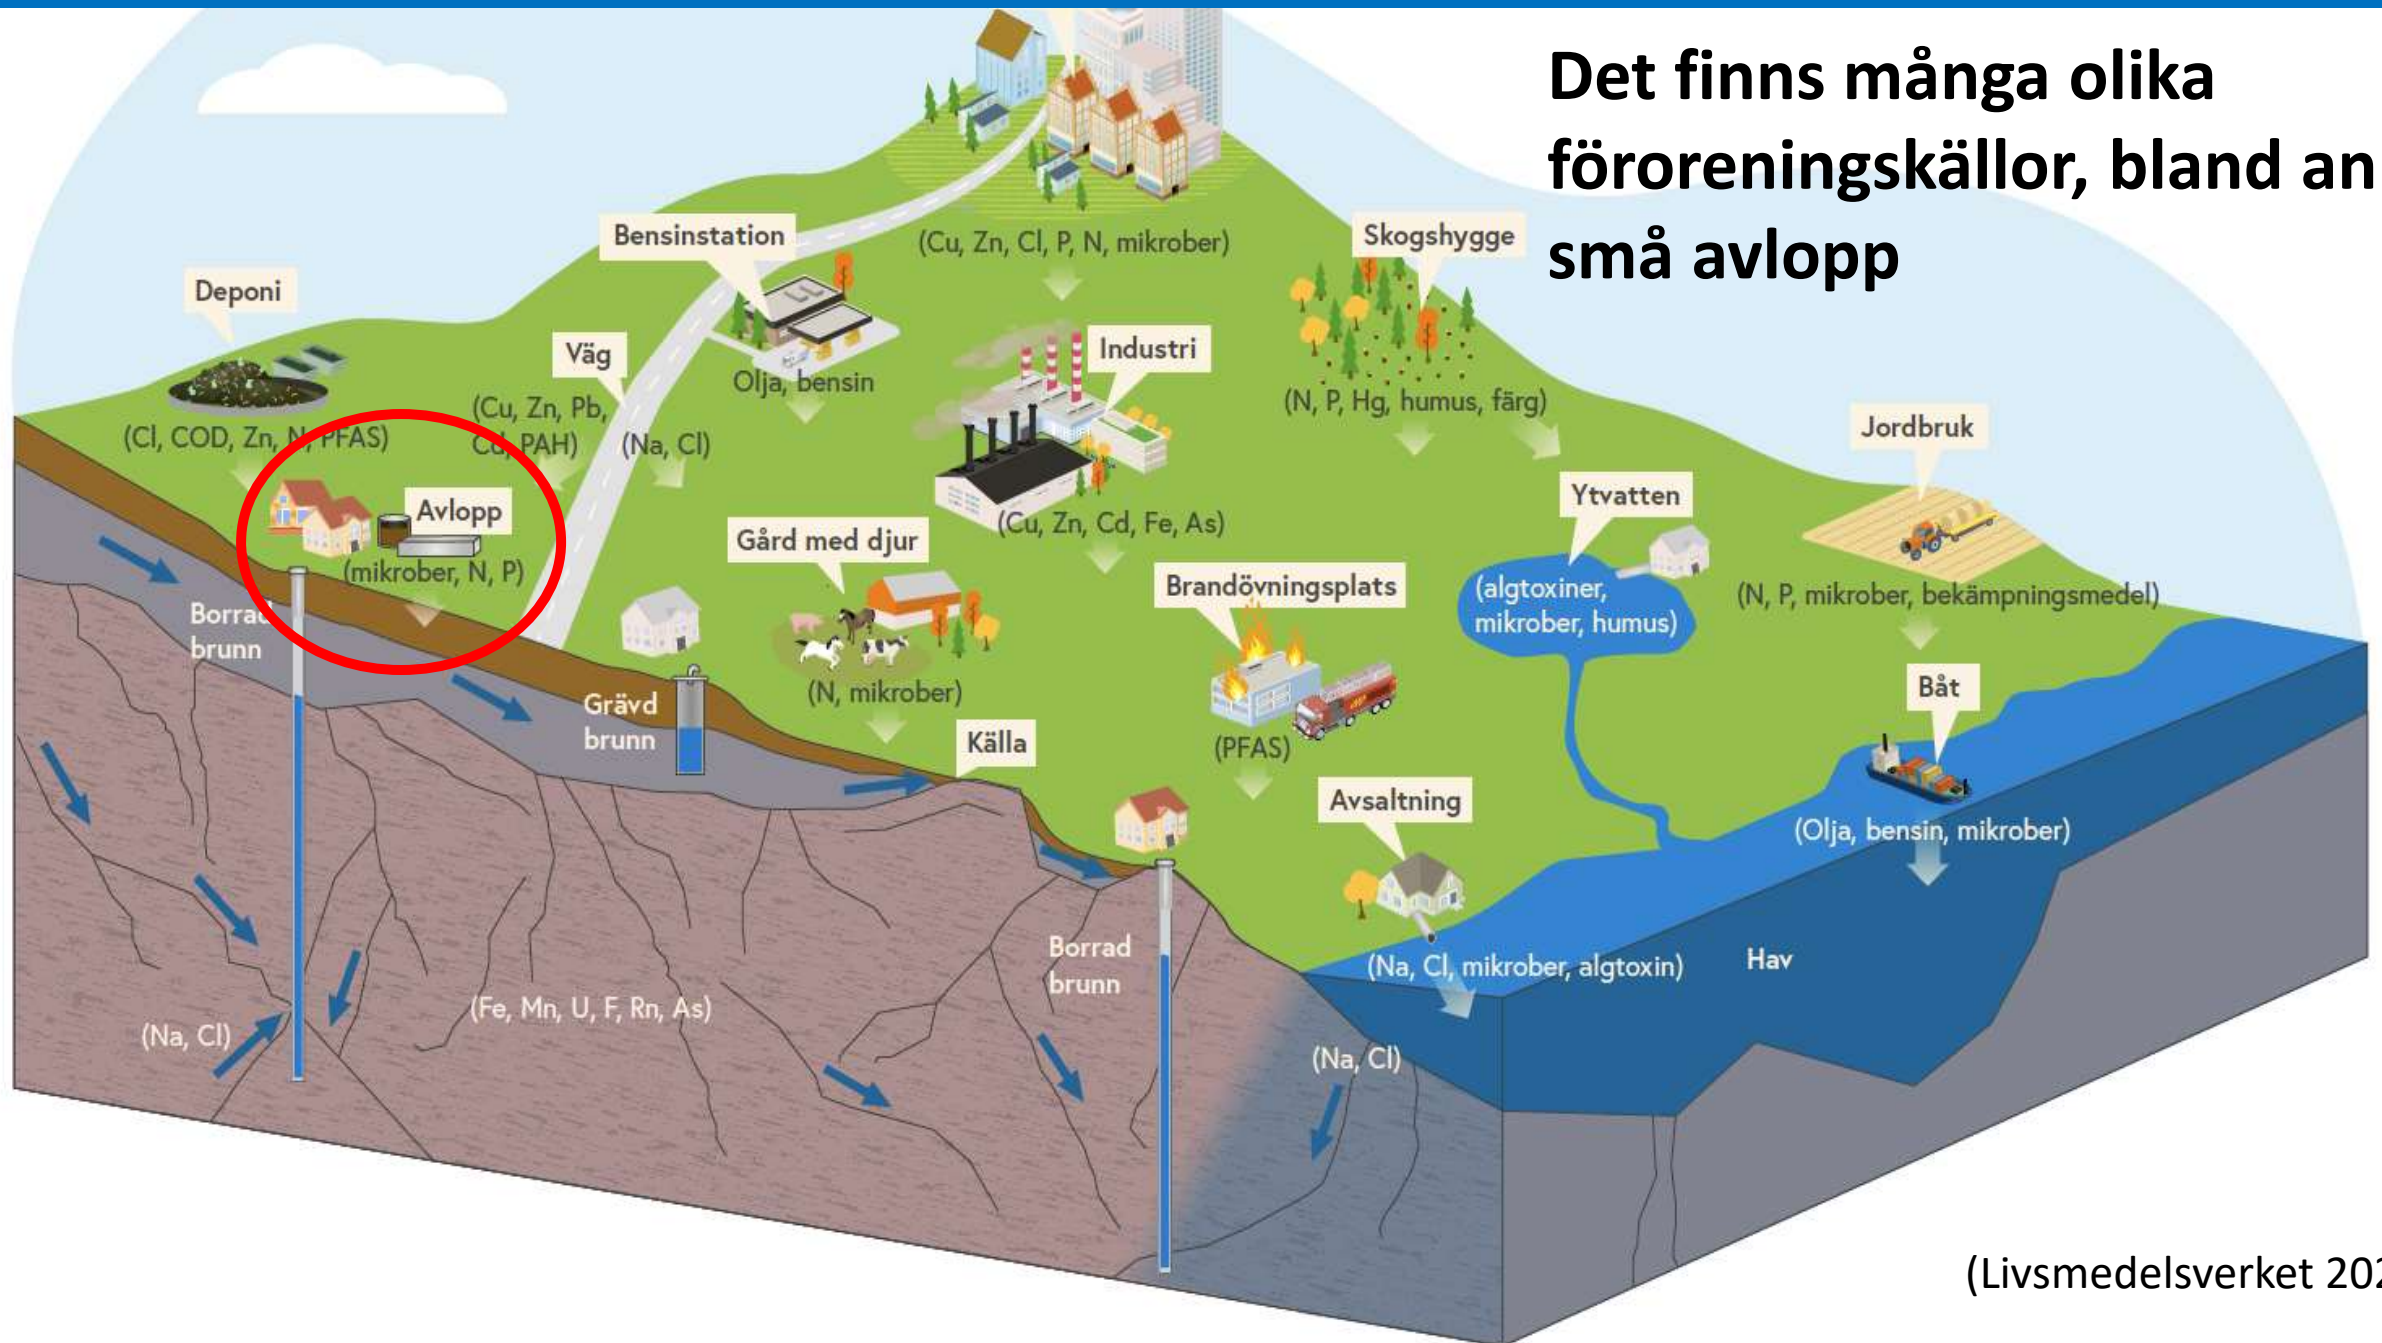 Det finns många olika
föroreningskällor, bland an
små avlopp
Bensinstation
(Cu, Zn, Cl, P, N, mikrober)
Skogshygge
Deponi
Väg
Industri
Olja, bensin
(N, P, Hg, humus, färg)
(Cu, Zn, Pb,
Cd, PAH)
(Na, Cl)
(Cl, COD, Zn, N, PFAS)
Jordbruk
Avlopp
Ytvatten
(Cu, Zn, Cd, Fe, As)
Gård med djur
(mikrober, N, P)
Brandövningsplats
(algtoxiner,
mikrober, humus)
(N, P, mikrober, bekämpningsmedel)
Borrad
brunn
Båt
(N, mikrober)
Grävd
brunn
Källa
(PFAS)
Avsaltning
(Olja, bensin, mikrober)
Borrad
brunn
(Na, Cl, mikrober, algtoxin)
Hav
(Fe, Mn, U, F, Rn, As)
(Na, Cl)
(Na, Cl)
(Livsmedelsverket 202